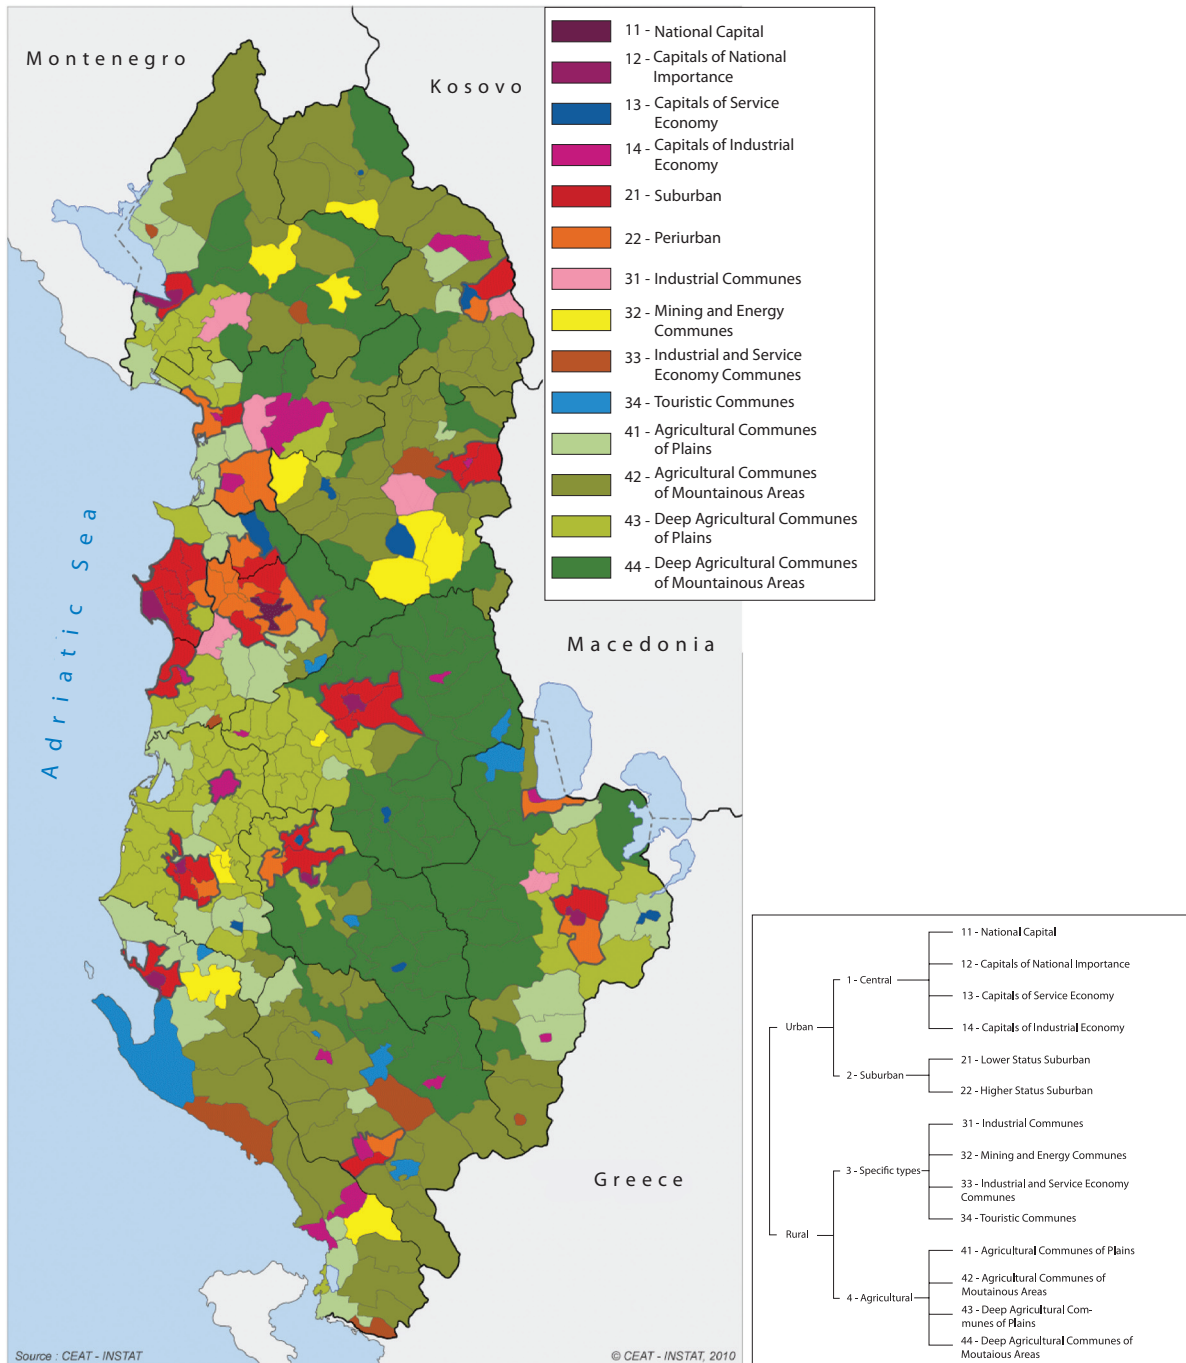 Montenegro
Kosovo
Adriatic Sea
Macedonia
Greece
11 - National Capital
12 - Capitals of National
Importance
13 - Capitals of Service
Economy
14 - Capitals of Industrial
Economy
21 - Suburban
22 - Periurban
31 - Industrial Communes
32 - Mining and Energy
Communes
33 - Industrial and Service
Economy Communes
34 - Touristic Communes
41 - Agricultural Communes
of Plains
42 - Agricultural Communes
of Mountainous Areas
43 - Deep Agricultural Communes
of Plains
44 - Deep Agricultural Communes
of Mountainous Areas
Urban
1 - Central
11 - National Capital
12 - Capitals of National Importance
13 - Capitals of Service Economy
14 - Capitals of Industrial Economy
2 - Suburban
21 - Lower Status Suburban
22 - Higher Status Suburban
Rural
3 - Specific types
31 - Industrial Communes
32 - Mining and Energy Communes
33 - Industrial and Service Economy
Communes
34 - Touristic Communes
4 - Agricultural
41 - Agricultural Communes of Plains
42 - Agricultural Communes of
Moutainous Areas
43 - Deep Agricultural Com-
munes of Plains
44 - Deep Agricultural Communes of
Moutaious Areas
Source : CEAT - INSTAT
© CEAT - INSTAT, 2010